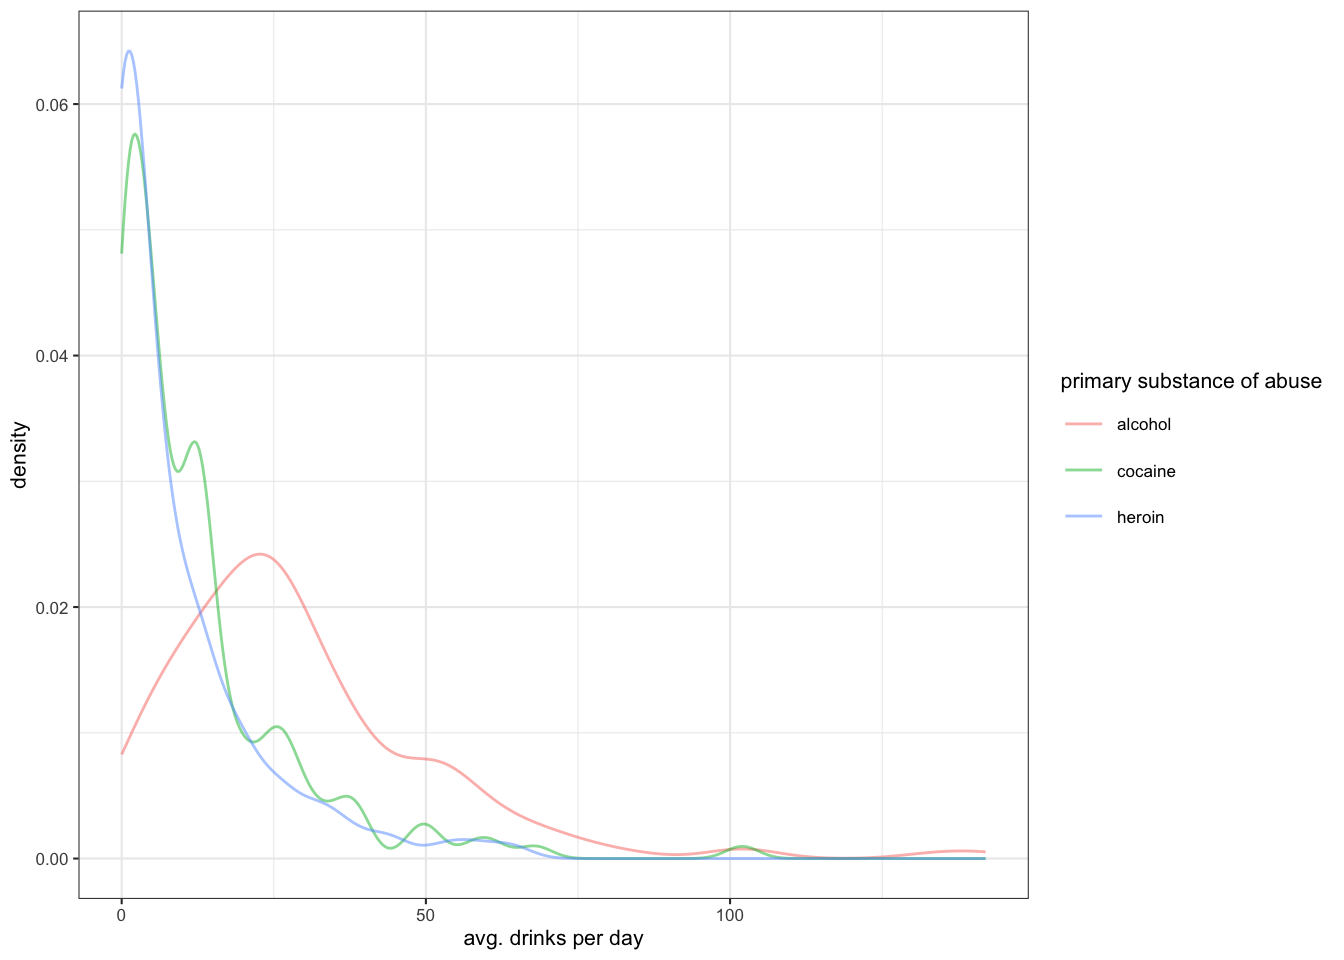 0.06
0.04
0.02
0.00
density
0 50 100
avg. drinks per day
primary substance of abuse
alcohol
cocaine
heroin